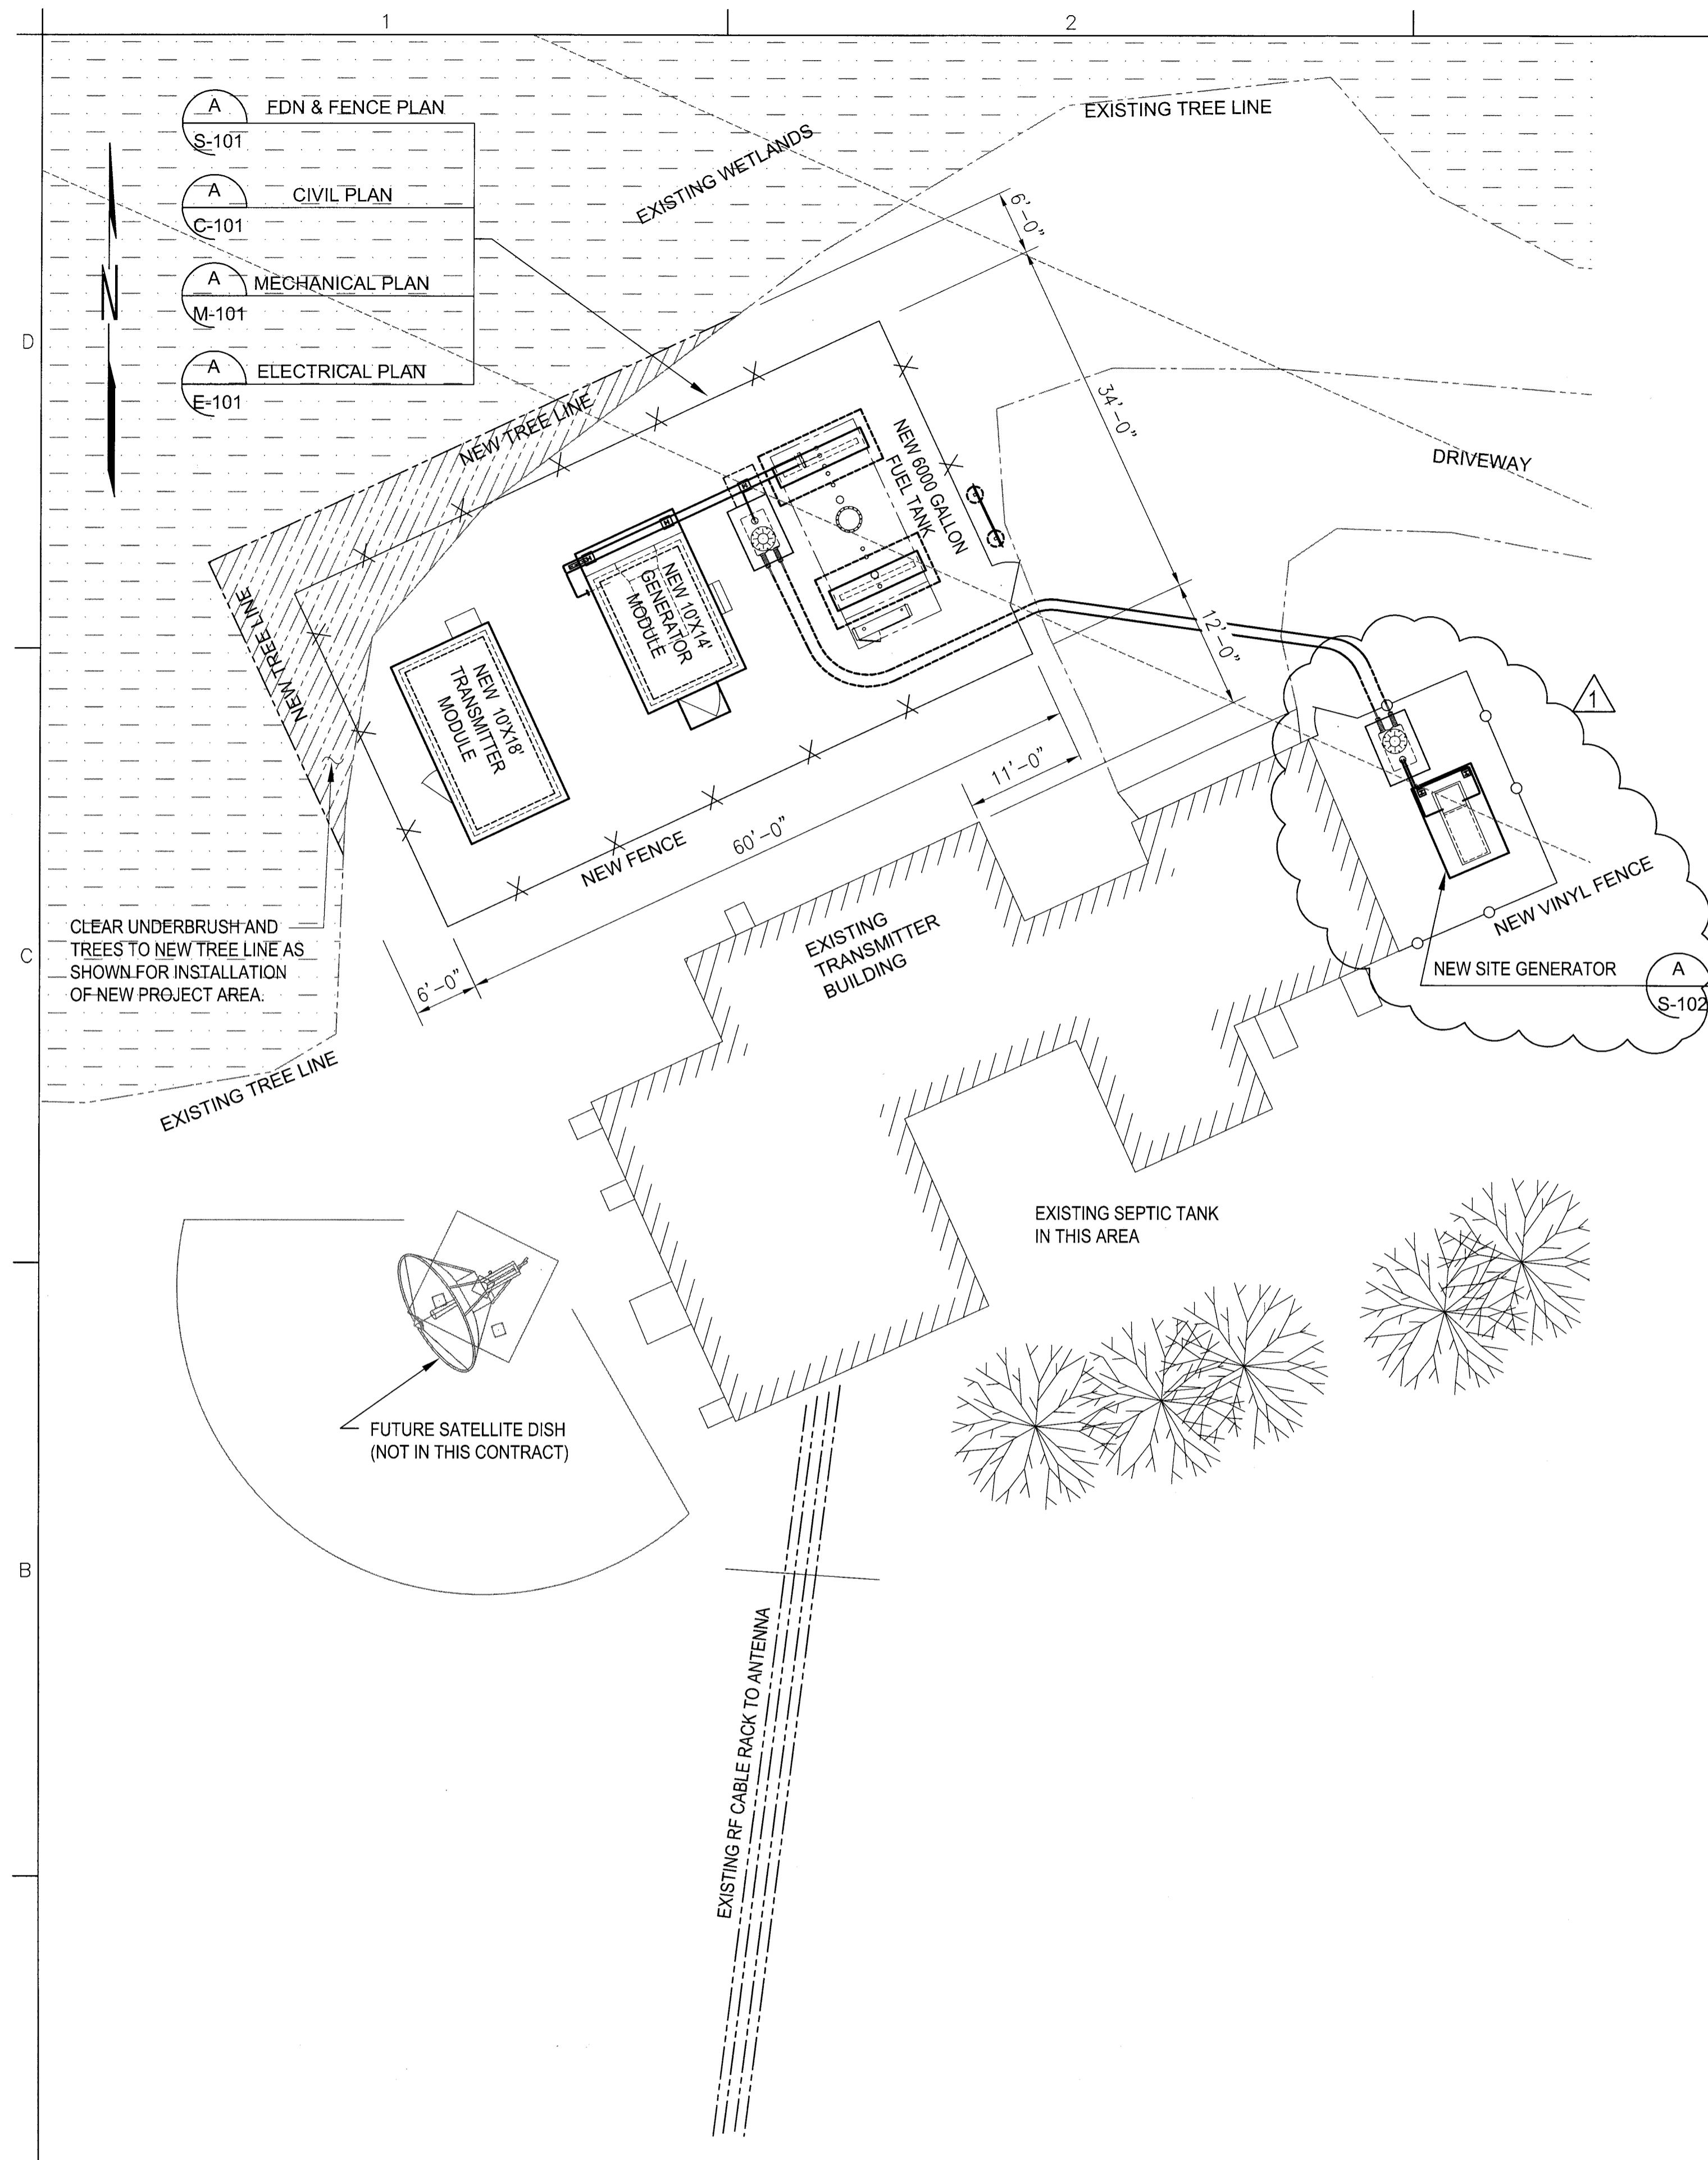 1
2
A
FDN & FENCE PLAN
S-101
A
CIVIL PLAN
C-101
A
MECHANICAL PLAN
M-101
A
ELECTRICAL PLAN
E-101
N
D
C
B
EXISTING WETLANDS
EXISTING TREE LINE
6'-0"
34'-0"
DRIVEWAY
NEW TREE LINE
NEW TREE LINE
NEW 6000 GALLON
FUEL TANK
NEW 10'X14'
GENERATOR
MODULE
NEW 10'X18'
TRANSMITTER
MODULE
12'-0"
1
11'-0"
60'-0"
NEW FENCE
6'-0"
CLEAR UNDERBRUSH AND
TREES TO NEW TREE LINE AS
SHOWN FOR INSTALLATION
OF NEW PROJECT AREA.
EXISTING
TRANSMITTER
BUILDING
NEW VINYL FENCE
NEW SITE GENERATOR
A
S-102
EXISTING TREE LINE
EXISTING SEPTIC TANK
IN THIS AREA
FUTURE SATELLITE DISH
(NOT IN THIS CONTRACT)
EXISTING RF CABLE RACK TO ANTENNA